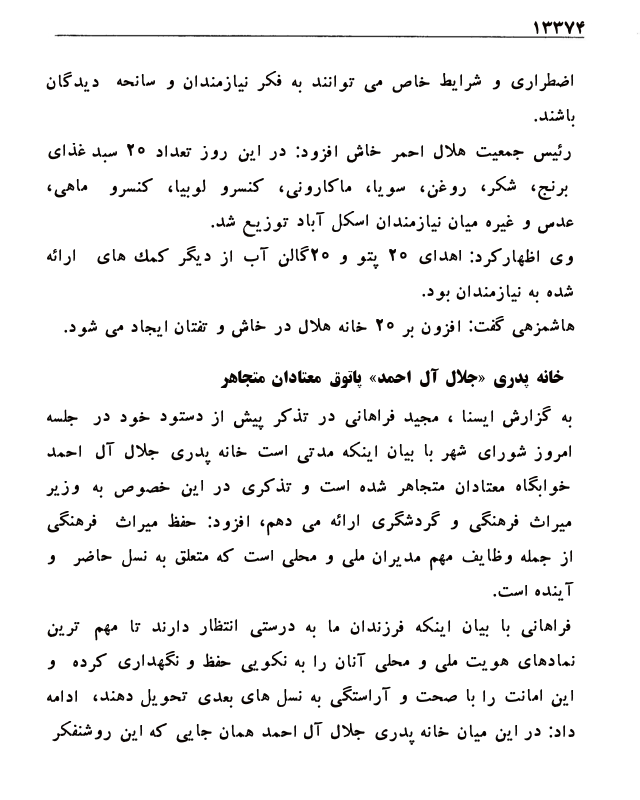 ۱۳۳۷۴
اضطراری و شرایط خاص می توانند به فکر نیازمندان و سانحه دیدگان
باشند.
رئیس جمعیت هلال احمر خاش افزود: در این روز تعداد ۲۵ سبد غذای
برنج، شکر، روغن، سویا، ماکارونی، کنسرو لوبیا، کنسرو ماهی،
عدس و غیره میان نیازمندان اسکل آباد توزیع شد.
وی اظهارکرد: اهدای ۲۵ پتو و ۲۵گالن آب از دیگر کمك های ارائه
شده به نیازمندان بود.
هاشمزهی گفت: افزون بر ۲۵ خانه هلال در خاش و تفتان ایجاد می شود.
خانه پدری «جلال آل احمد» پاتوق معتادان متجاهر
به گزارش ایسنا ، مجید فراهانی در تذکر پیش از دستود خود در جلسه
امروز شورای شهر با بیان اینکه مدتی است خانه پدری جلال آل احمد
خوابگاه معتادان متجاهر شده است و تذکری در این خصوص به وزیر
میراث فرهنگی و گردشگری ارائه می دهم، افزود: حفظ میراث فرهنگی
از جمله وظایف مهم مدیران ملی و محلی است که متعلق به نسل حاضر و
آینده است.
فراهانی با بیان اینکه فرزندان ما به درستی انتظار دارند تا مهم ترین
نمادهای هویت ملی و محلی آنان را به نکویی حفظ و نگهداری کرده و
این امانت را با صحت و آراستگی به نسل های بعدی تحویل دهند، ادامه
داد: در این میان خانه پدری جلال آل احمد همان جایی که این روشنفکر